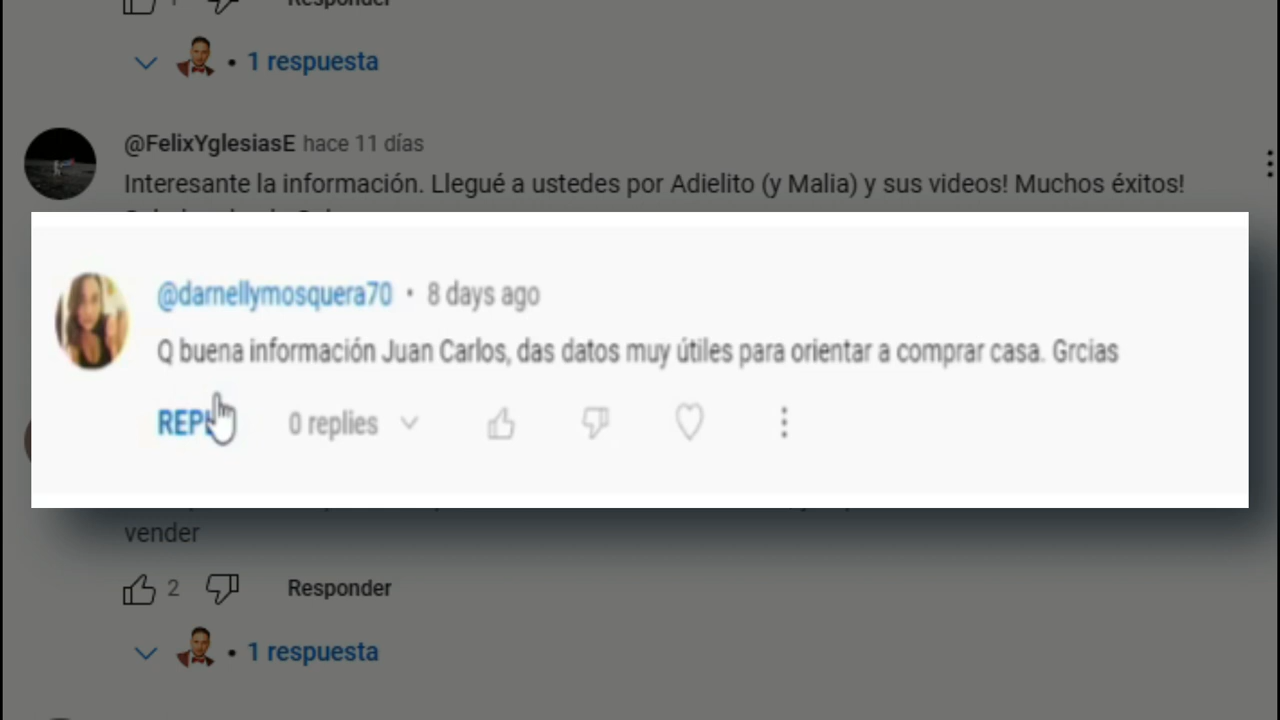 Responder
1 respuesta
@FelixYglesiasE hace 11 días
Interesante la información. Llegué a ustedes por Adielito (y Malia) y sus videos! Muchos éxitos!
@darnellymosquera70 • 8 days ago
Q buena información Juan Carlos, das datos muy útiles para orientar a comprar casa. Grcias
0 replies
vender
2 Responder
1 respuesta